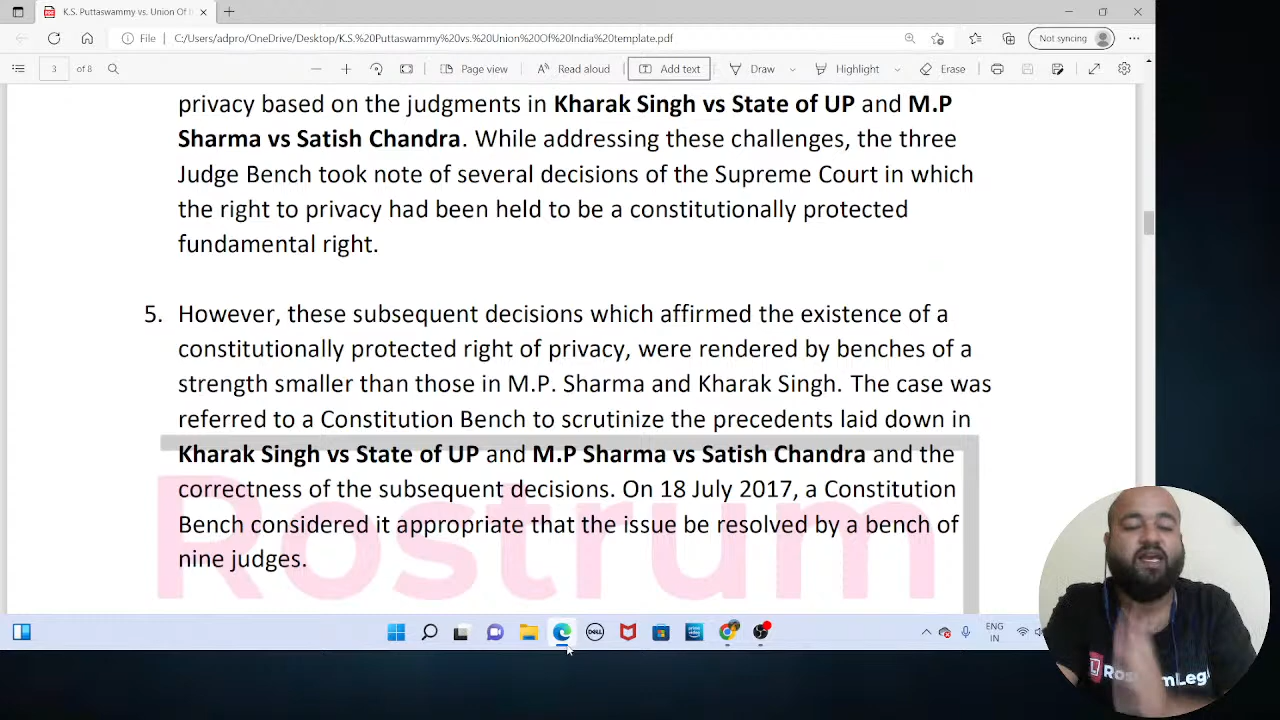 K.S. Puttaswammy vs. Union Of I
File
C:/Users/adpro/OneDrive/Desktop/K.S.%20Puttaswammy%20vs.%20Union%20Of%20India%20template.pdf
Not syncing
3 of 8
Page view
Read aloud
Add text
Draw
Highlight
Erase
privacy based on the judgments in Kharak Singh vs State of UP and M.P
Sharma vs Satish Chandra. While addressing these challenges, the three
Judge Bench took note of several decisions of the Supreme Court in which
the right to privacy had been held to be a constitutionally protected
fundamental right.
5. However, these subsequent decisions which affirmed the existence of a
constitutionally protected right of privacy, were rendered by benches of a
strength smaller than those in M.P. Sharma and Kharak Singh. The case was
referred to a Constitution Bench to scrutinize the precedents laid down in
Kharak Singh vs State of UP and M.P Sharma vs Satish Chandra and the
correctness of the subsequent decisions. On 18 July 2017, a Constitution
Bench considered it appropriate that the issue be resolved by a bench of
nine judges.
Rostrum
DELL
ENG
IN